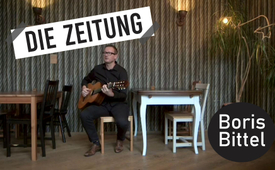 DIE ZEITUNG
Boris
Bittel